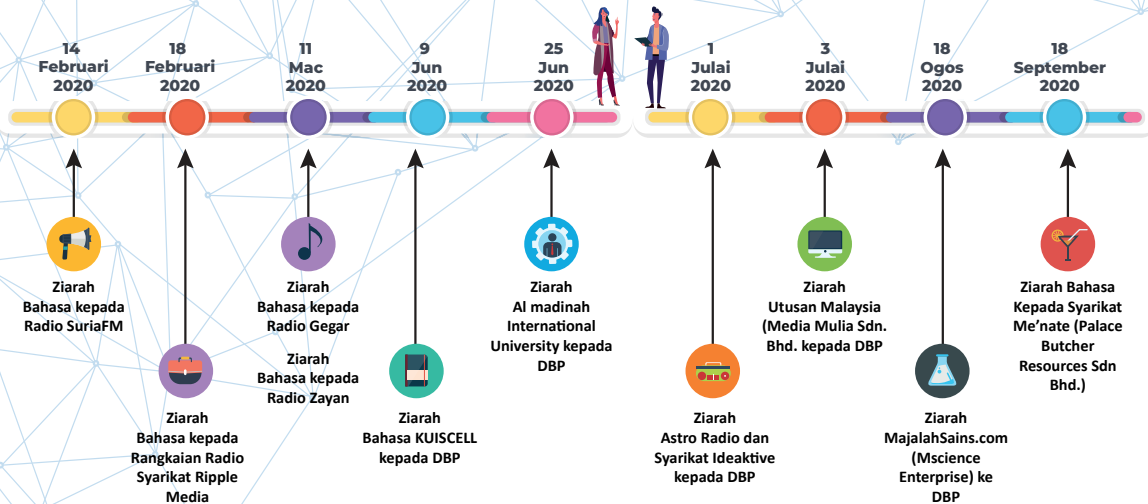 14
Februari
2020
18
Februari
2020
11
Mac
2020
9
Jun
2020
25
Jun
2020
1
Julai
2020
3
Julai
2020
18
Ogos
2020
18
September
2020
Ziarah
Bahasa kepada
Radio SuriaFM
Ziarah
Bahasa kepada
Rangkaian Radio
Syarikat Ripple
Media
Ziarah
Bahasa kepada
Radio Gegar
Ziarah
Bahasa kepada
Radio Zayan
Ziarah
Bahasa KUISCELL
kepada DBP
Ziarah
Al madinah
International
University kepada
DBP
Ziarah
Astro Radio dan
Syarikat Ideaktive
kepada DBP
Ziarah
Utusan Malaysia
(Media Mulia Sdn.
Bhd. kepada DBP
Ziarah
MajalahSains.com
(Mscience
Enterprise) ke
DBP
Ziarah Bahasa
Kepada Syarikat
Me’nate (Palace
Butcher
Resources Sdn
Bhd.)